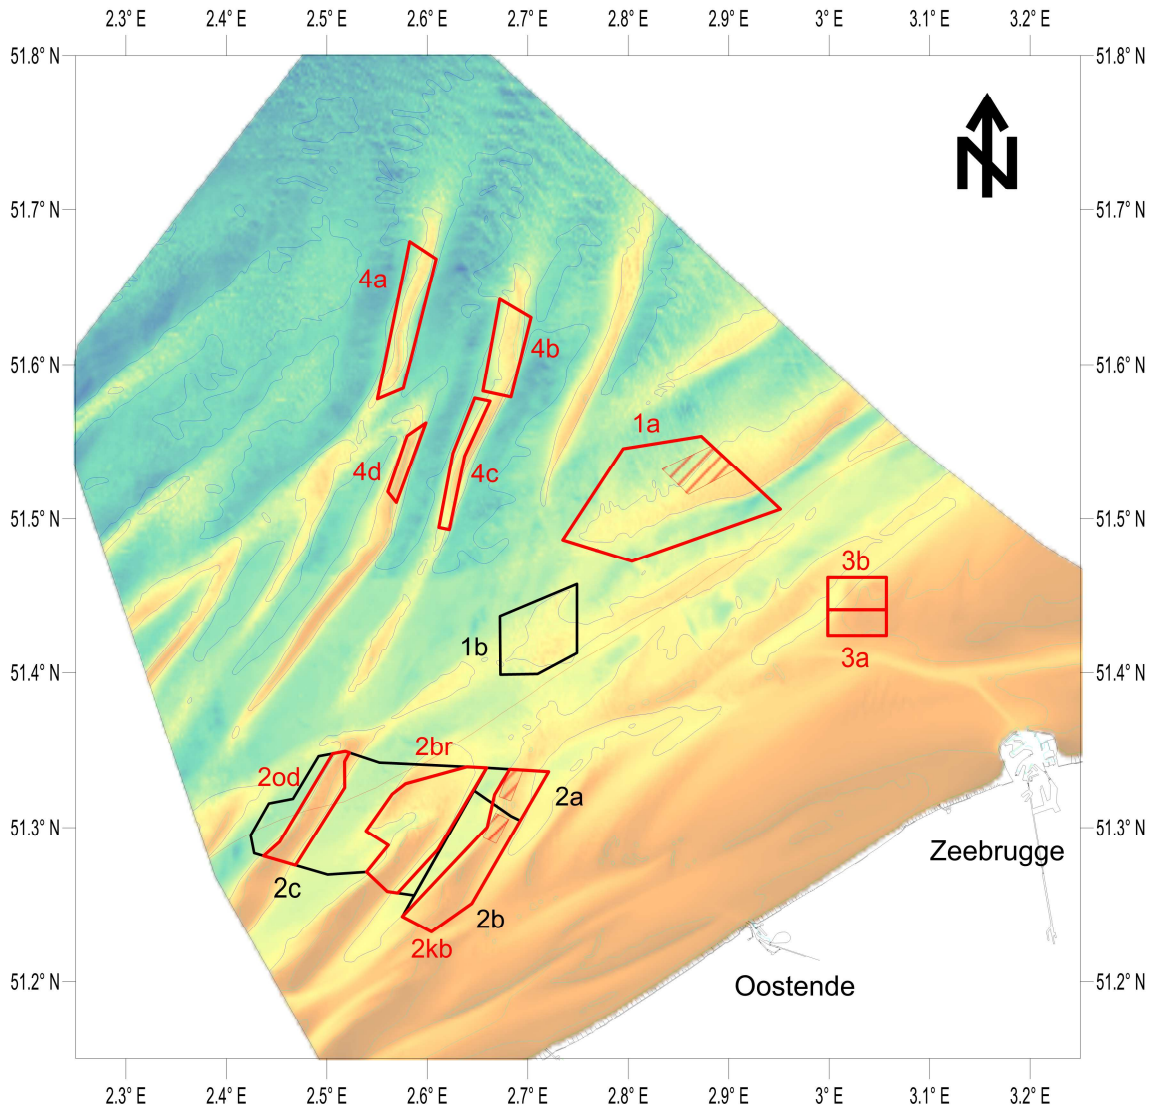 2.3° E 2.4° E 2.5° E 2.6° E 2.7° E 2.8° E 2.9° E 3° E 3.1° E 3.2° E
51.8° N 51.8° N
N
51.7° N 51.7° N
4a
4b
51.6° N 51.6° N
1a
4d 4c
51.5° N 51.5° N
3b
1b
3a
51.4° N 51.4° N
2br
2od
2a
51.3° N 51.3° N
Zeebrugge
2c
2b
2kb
51.2° N 51.2° N
Oostende
2.3° E 2.4° E 2.5° E 2.6° E 2.7° E 2.8° E 2.9° E 3° E 3.1° E 3.2° E